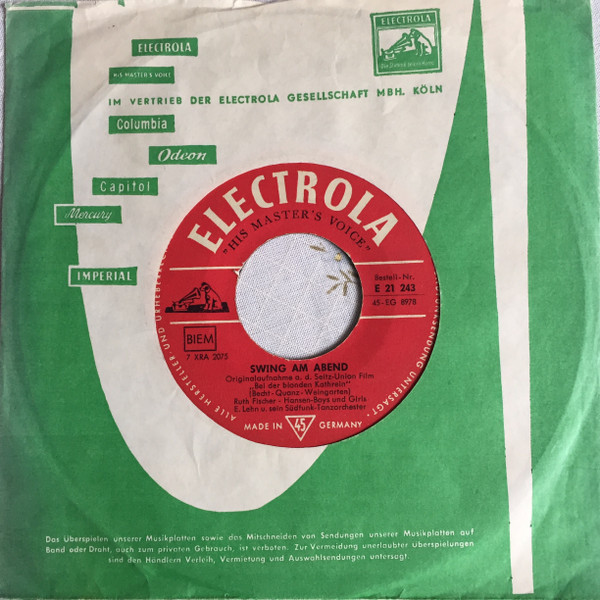 ELECTROLA
ELECTROLA
HIS MASTER'S VOICE
IM VERTRIEB DER ELECTROLA GESELLSCHAFT MBH. KÖLN
Columbia
Odeon
Capitol
Mercury
IMPERIAL
ELECTROLA
"HIS MASTER'S VOICE"
Bestell-Nr.
E 21 243
45-EG 8978
BIEM
7 XRA 2075
SWING AM ABEND
Originalaufnahme a. d. Seitz-Union Film
„Bei der blonden Kathrein"
(Becht-Quanz-Weingarten)
Ruth Fischer - Hansen-Boys und Girls
E. Lehn u. sein Südfunk-Tanzorchester
MADE IN 45 GERMANY
ALLE HERSTELLER- UND URHEBERREC
SENDUNG UNTERSAGT
Das Überspielen unserer Musikplatten sowie das Mitschneiden von Sendungen unserer Musikplatten auf
Band oder Draht, auch zum privaten Gebrauch, ist verboten. Zur Vermeidung unerlaubter Überspielungen
sind den Händlern Verleih, Vermietung und Auswahlsendungen untersagt.